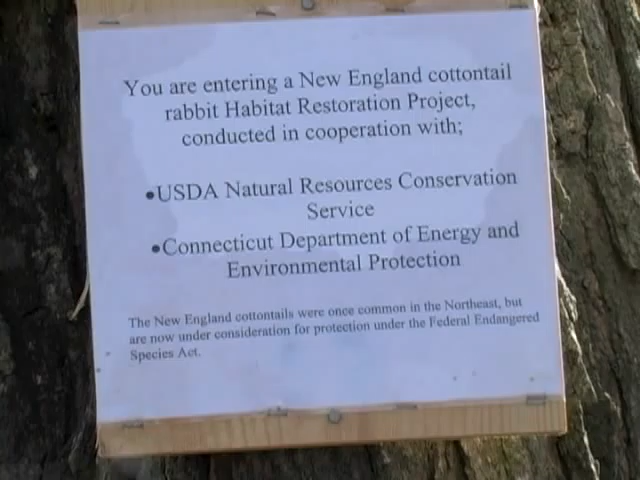 You are entering a New England cottontail
rabbit Habitat Restoration Project,
conducted in cooperation with;
•USDA Natural Resources Conservation
Service
•Connecticut Department of Energy and
Environmental Protection
The New England cottontails were once common in the Northeast, but
are now under consideration for protection under the Federal Endangered
Species Act.